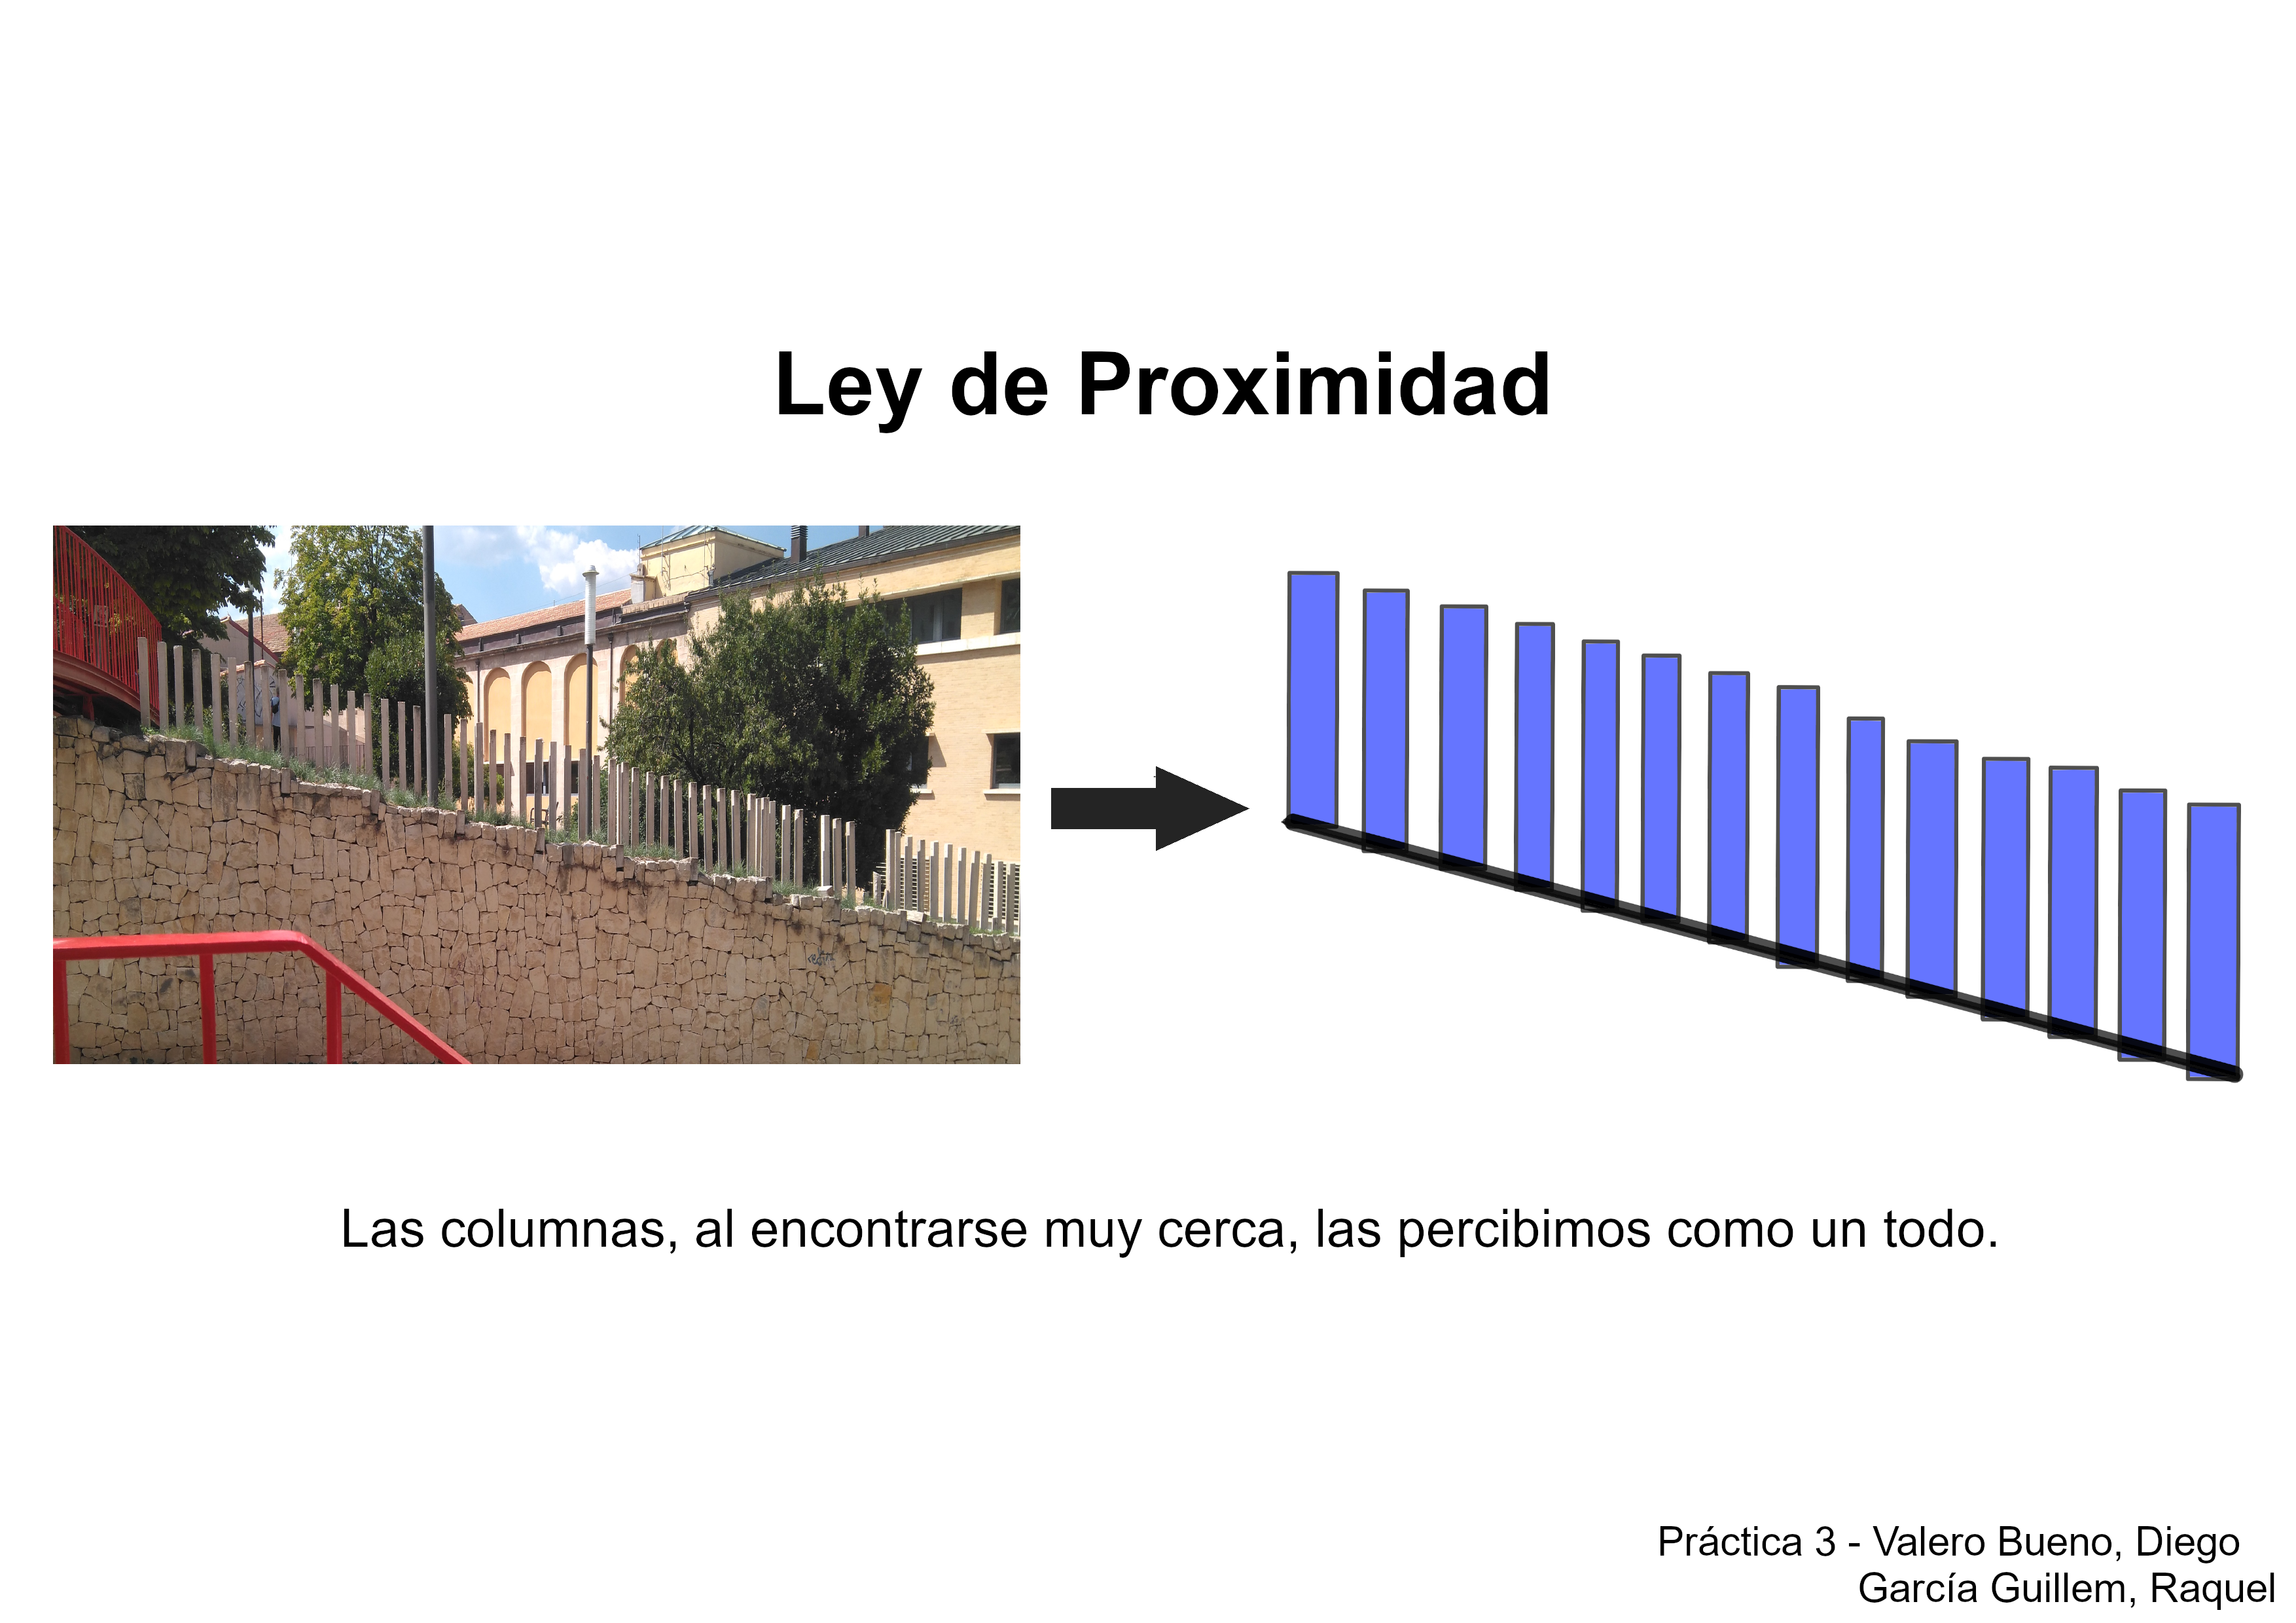 Ley de Proximidad
Las columnas, al encontrarse muy cerca, las percibimos como un todo.
Práctica 3 - Valero Bueno, Diego
García Guillem, Raquel